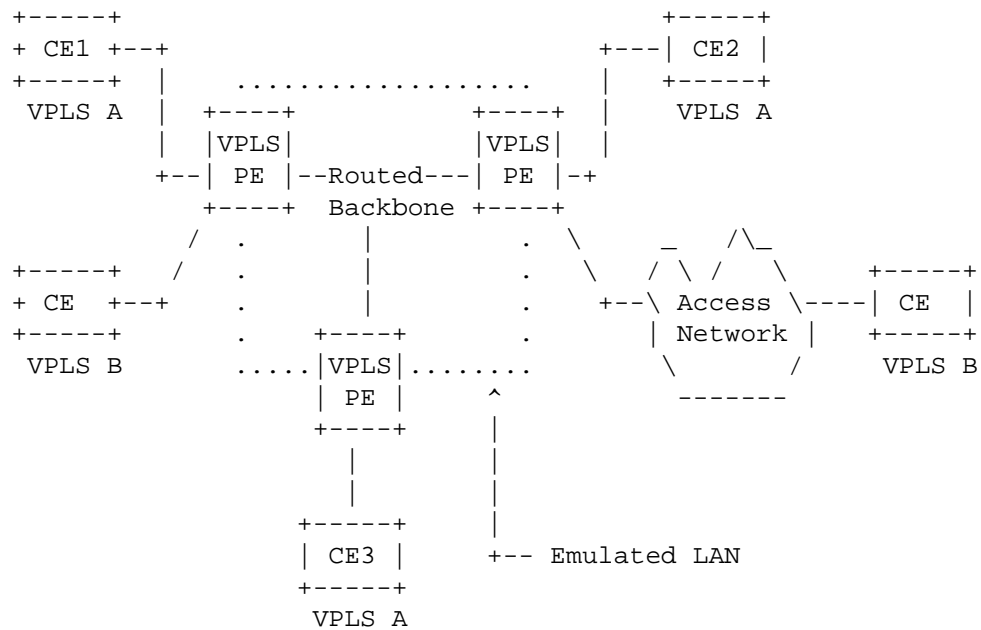 CE1 CE2
VPLS A VPLS A
VPLS VPLS
PE Routed PE
Backbone
CE Access CE
Network
VPLS B VPLS VPLS B
PE
CE3 Emulated LAN
VPLS A